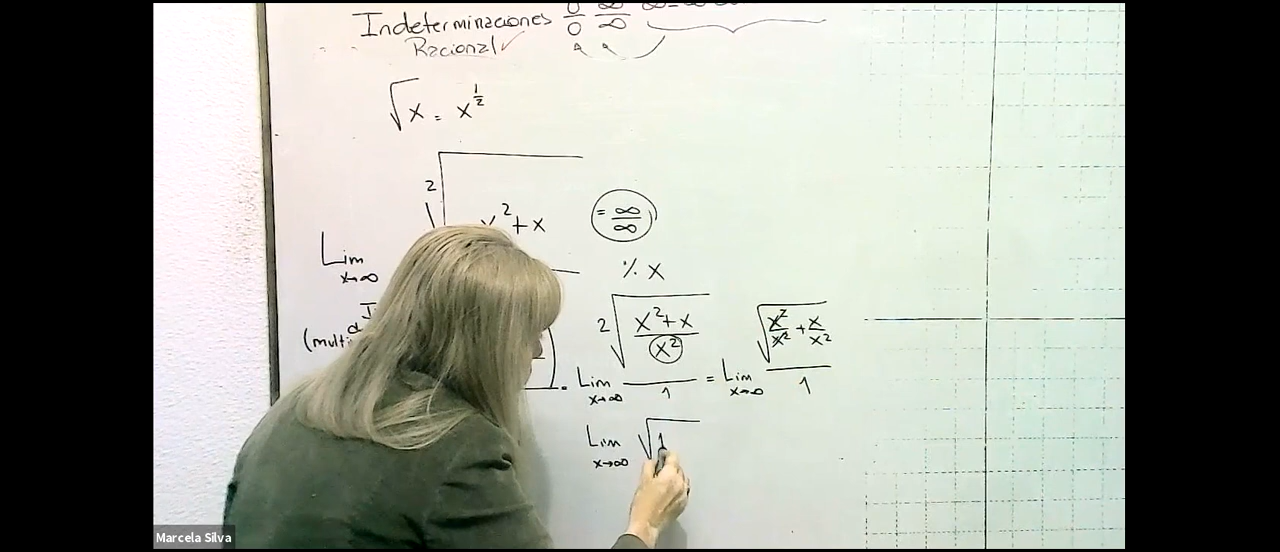 Indeterminaciones 0/0 ∞/∞
Racional ✓
√x = x^(1/2)
2
x² + x
= ∞/∞
Lim
x→∞
% x
(multi
2√((x² + x)/x²)
Lim
x→∞
1
= Lim
x→∞
√(x²/x² + x/x²)
1
Lim
x→∞
√1
Marcela Silva